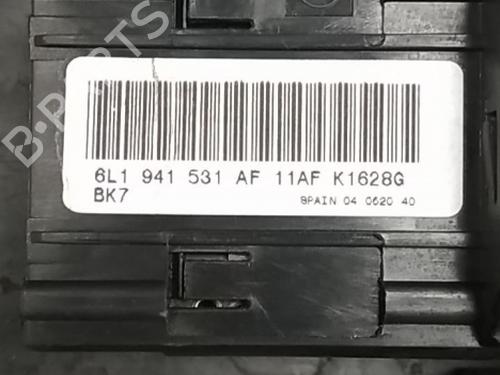 6L1 941 531 AF 11AF K1628G
BK7
SPAIN 04 0620 40
B-PARTS